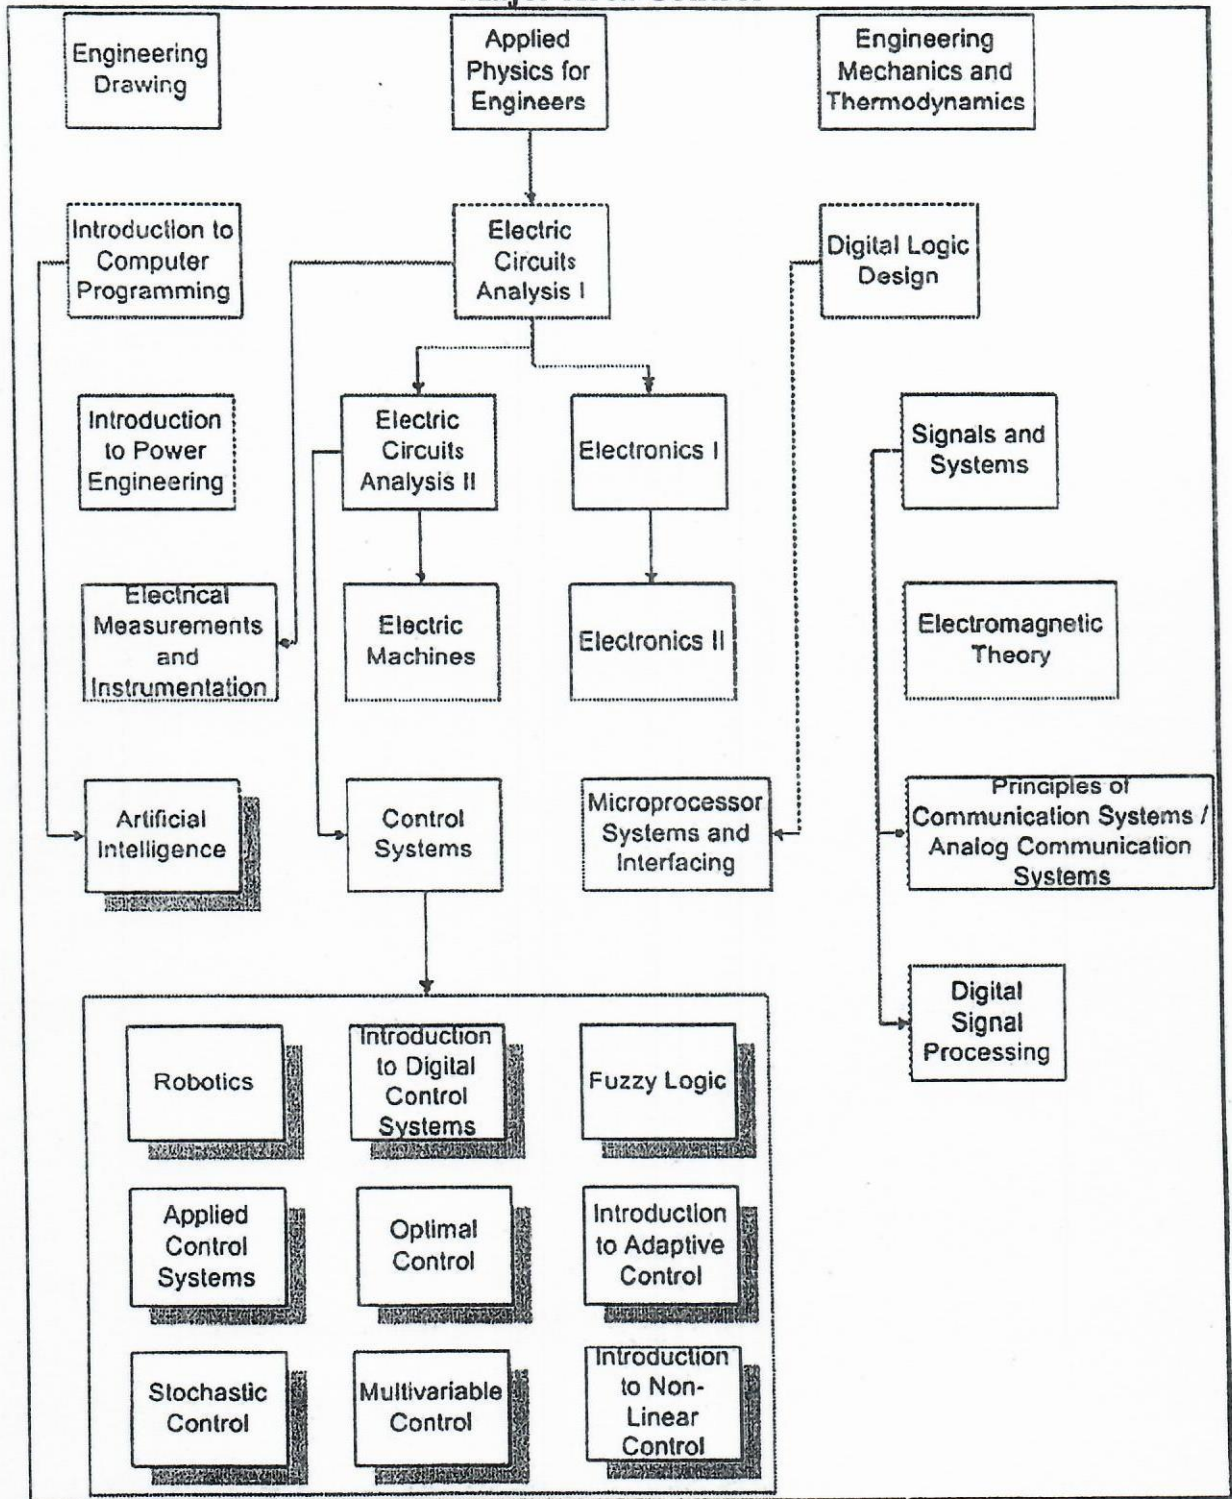 Engineering
Drawing
Applied
Physics for
Engineers
Engineering
Mechanics and
Thermodynamics
Introduction to
Computer
Programming
Electric
Circuits
Analysis I
Digital Logic
Design
Introduction
to Power
Engineering
Electric
Circuits
Analysis II
Electronics I
Signals and
Systems
Electrical
Measurements
and
Instrumentation
Electric
Machines
Electronics II
Electromagnetic
Theory
Artificial
Intelligence
Control
Systems
Microprocessor
Systems and
Interfacing
Principles of
Communication Systems /
Analog Communication
Systems
Digital
Signal
Processing
Robotics
Introduction
to Digital
Control
Systems
Fuzzy Logic
Applied
Control
Systems
Optimal
Control
Introduction
to Adaptive
Control
Stochastic
Control
Multivariable
Control
Introduction
to Non-
Linear
Control